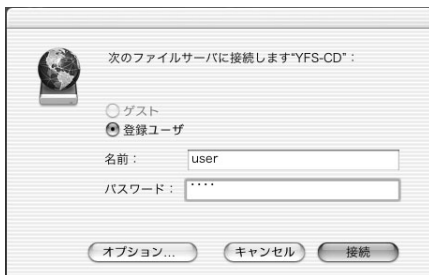 次のファイルサーバに接続します“YFS-CD”：
ゲスト
登録ユーザ
名前： user
パスワード： ････
オプション... キャンセル 接続